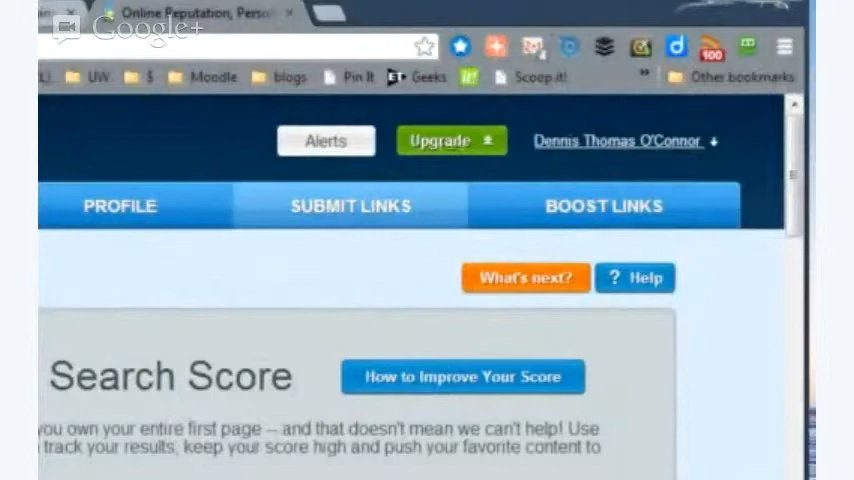 Online Reputation, Perso
Google+
100
UW $ Moodle blogs Pin It Geeks Scoop.it! » Other bookmarks
Alerts Upgrade Dennis Thomas O'Connor
PROFILE SUBMIT LINKS BOOST LINKS
What's next? ? Help
Search Score How to Improve Your Score
you own your entire first page – and that doesn't mean we can't help! Use
track your results, keep your score high and push your favorite content to